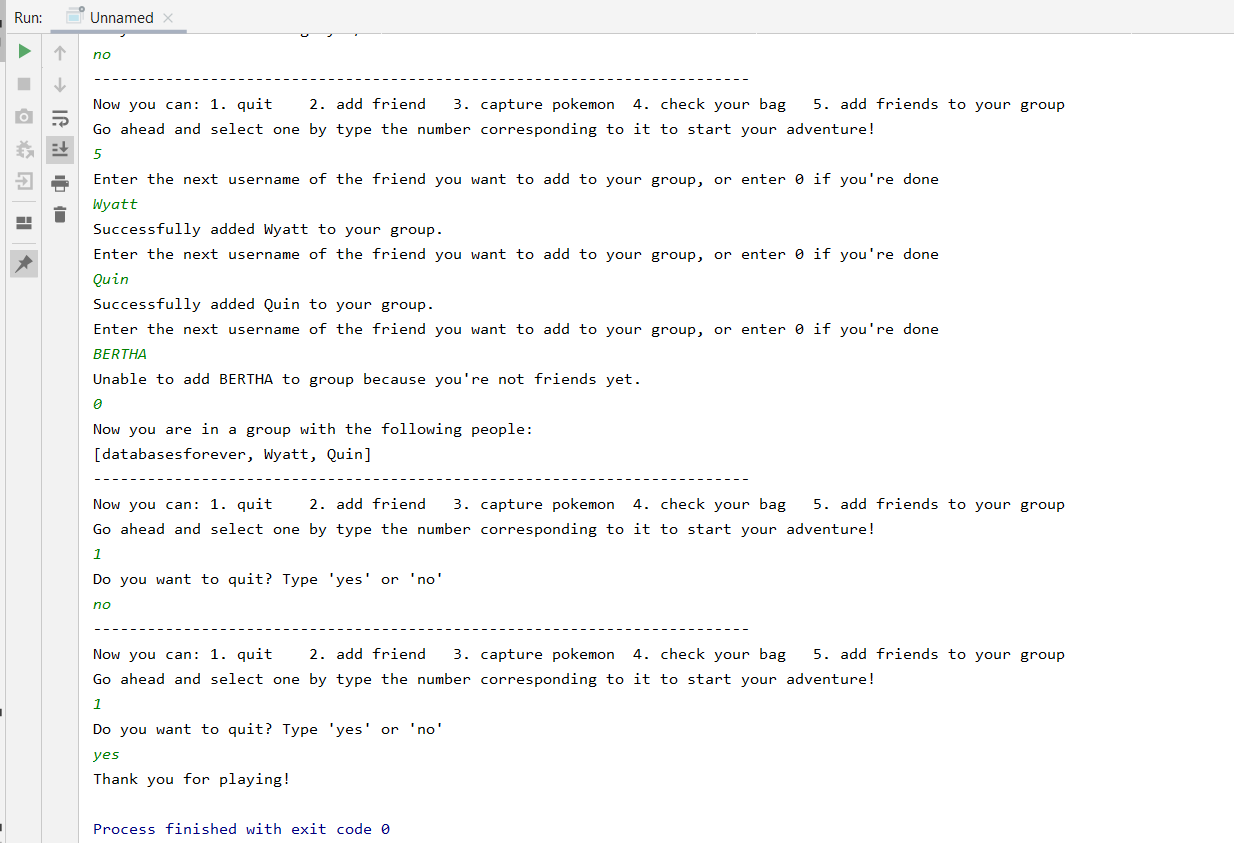 Run: Unnamed
no
-------------------------------------------------------------------------
Now you can: 1. quit    2. add friend   3. capture pokemon  4. check your bag   5. add friends to your group
Go ahead and select one by type the number corresponding to it to start your adventure!
5
Enter the next username of the friend you want to add to your group, or enter 0 if you're done
Wyatt
Successfully added Wyatt to your group.
Enter the next username of the friend you want to add to your group, or enter 0 if you're done
Quin
Successfully added Quin to your group.
Enter the next username of the friend you want to add to your group, or enter 0 if you're done
BERTHA
Unable to add BERTHA to group because you're not friends yet.
0
Now you are in a group with the following people:
[databasesforever, Wyatt, Quin]
-------------------------------------------------------------------------
Now you can: 1. quit    2. add friend   3. capture pokemon  4. check your bag   5. add friends to your group
Go ahead and select one by type the number corresponding to it to start your adventure!
1
Do you want to quit? Type 'yes' or 'no'
no
-------------------------------------------------------------------------
Now you can: 1. quit    2. add friend   3. capture pokemon  4. check your bag   5. add friends to your group
Go ahead and select one by type the number corresponding to it to start your adventure!
1
Do you want to quit? Type 'yes' or 'no'
yes
Thank you for playing!
Process finished with exit code 0